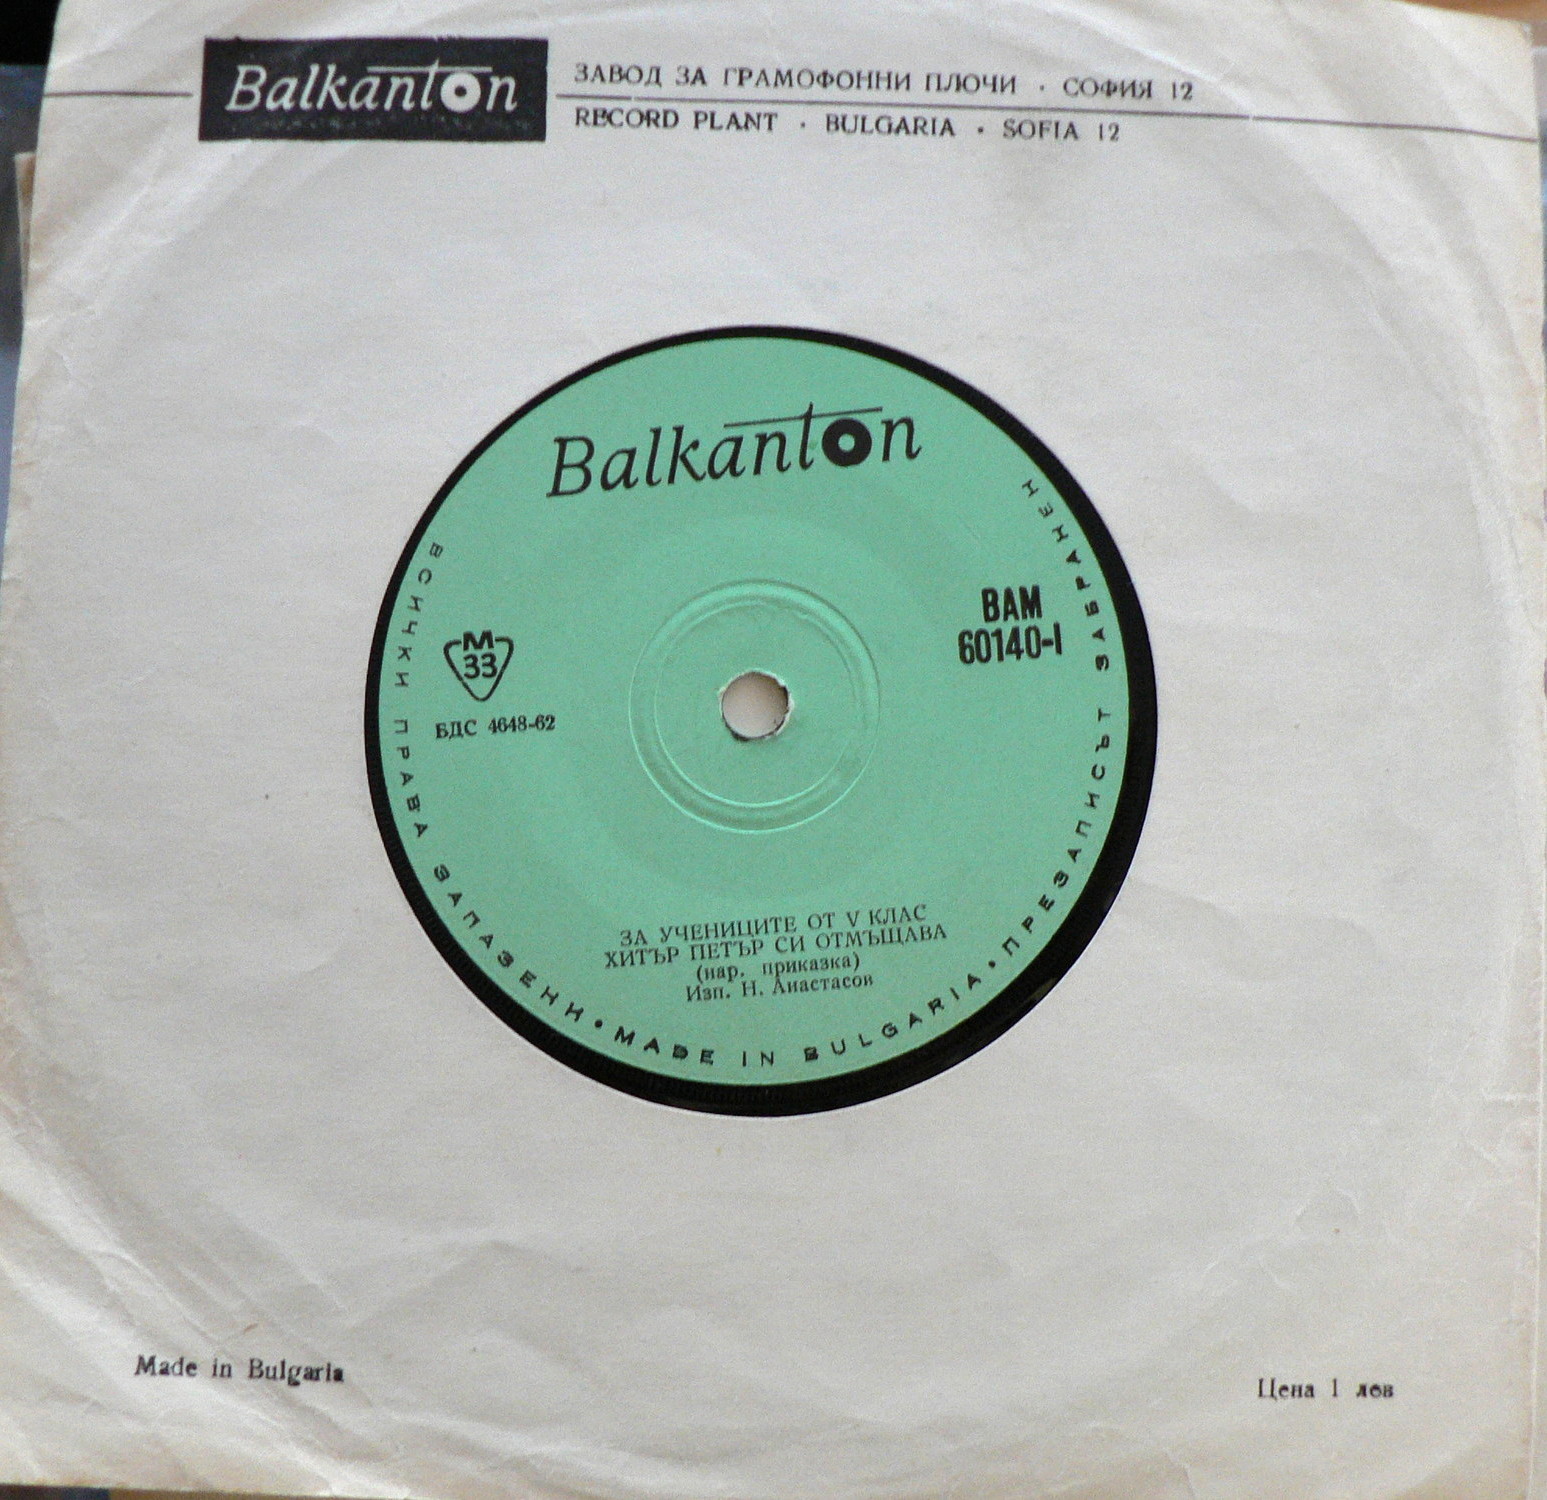 Balkanton
ЗАВОД ЗА ГРАМОФОННИ ПЛОЧИ · СОФИЯ 12
RECORD PLANT · BULGARIA · SOFIA 12
Balkanton
ВАМ
60140-I
М
33
БДС 4648-62
ЗА УЧЕНИЦИТЕ ОТ V КЛАС
ХИТЪР ПЕТЪР СИ ОТМЪЩАВА
(нар. приказка)
Изп. Н. Анастасов
ВСИЧКИ ПРАВА ЗАПАЗЕНИ • MADE IN BULGARIA • ПРЕЗАПИСЪТ ЗАБРАНЕН
Made in Bulgaria
Цена 1 лев